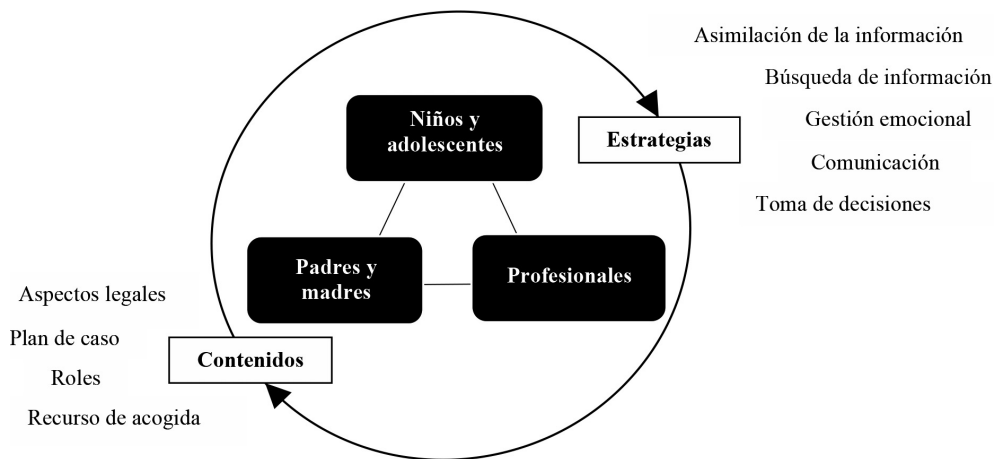 Asimilación de la información
Búsqueda de información
Gestión emocional
Comunicación
Toma de decisiones
Estrategias
Niños y
adolescentes
Padres y
madres
Profesionales
Aspectos legales
Plan de caso
Roles
Recurso de acogida
Contenidos